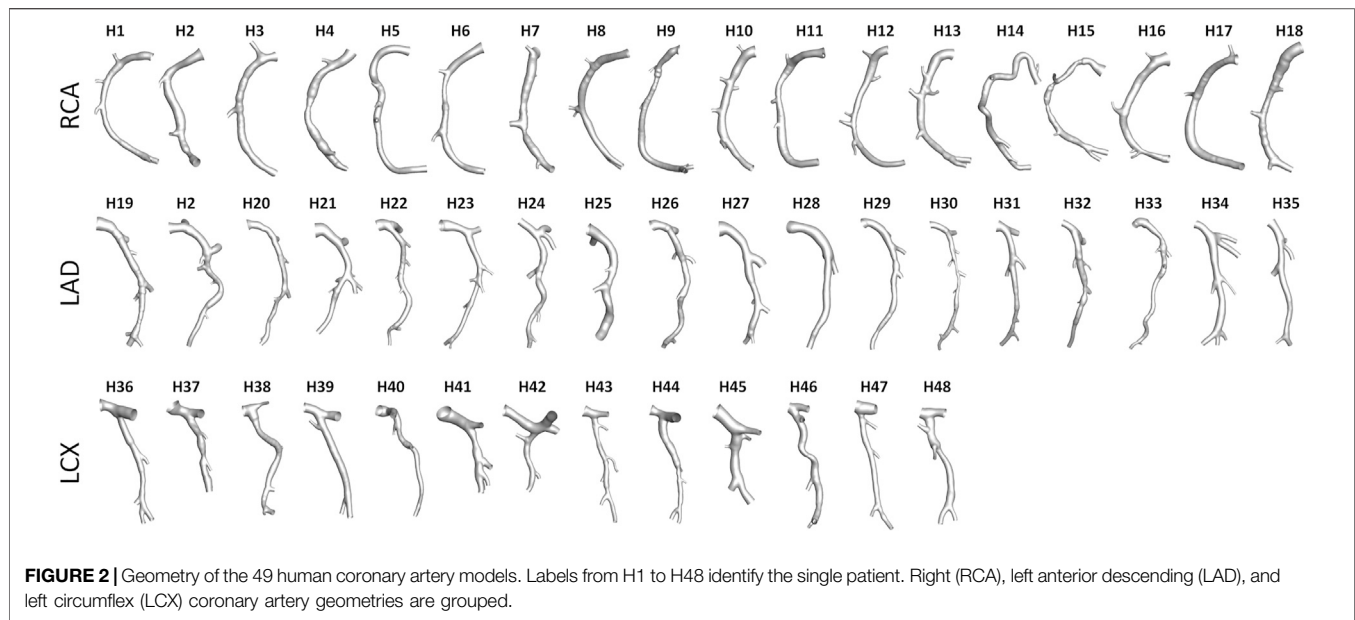 H1 H2 H3 H4 H5 H6 H7 H8 H9 H10 H11 H12 H13 H14 H15 H16 H17 H18
RCA
H19 H2 H20 H21 H22 H23 H24 H25 H26 H27 H28 H29 H30 H31 H32 H33 H34 H35
LAD
H36 H37 H38 H39 H40 H41 H42 H43 H44 H45 H46 H47 H48
LCX
FIGURE 2 | Geometry of the 49 human coronary artery models. Labels from H1 to H48 identify the single patient. Right (RCA), left anterior descending (LAD), and
left circumflex (LCX) coronary artery geometries are grouped.